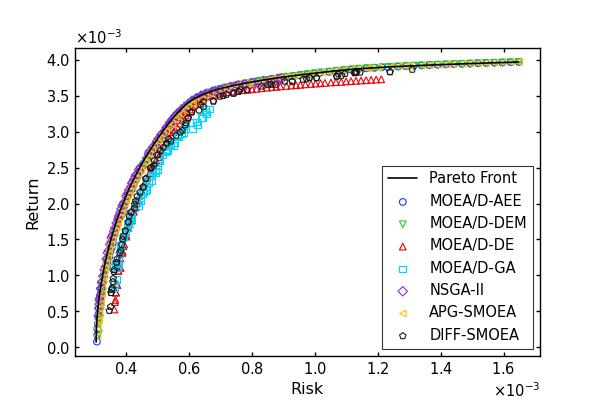 ×10⁻³
4.0
3.5
3.0
2.5
2.0
1.5
1.0
0.5
0.0
Return
Pareto Front
MOEA/D-AEE
MOEA/D-DEM
MOEA/D-DE
MOEA/D-GA
NSGA-II
APG-SMOEA
DIFF-SMOEA
0.4 0.6 0.8 1.0 1.2 1.4 1.6
Risk
×10⁻³